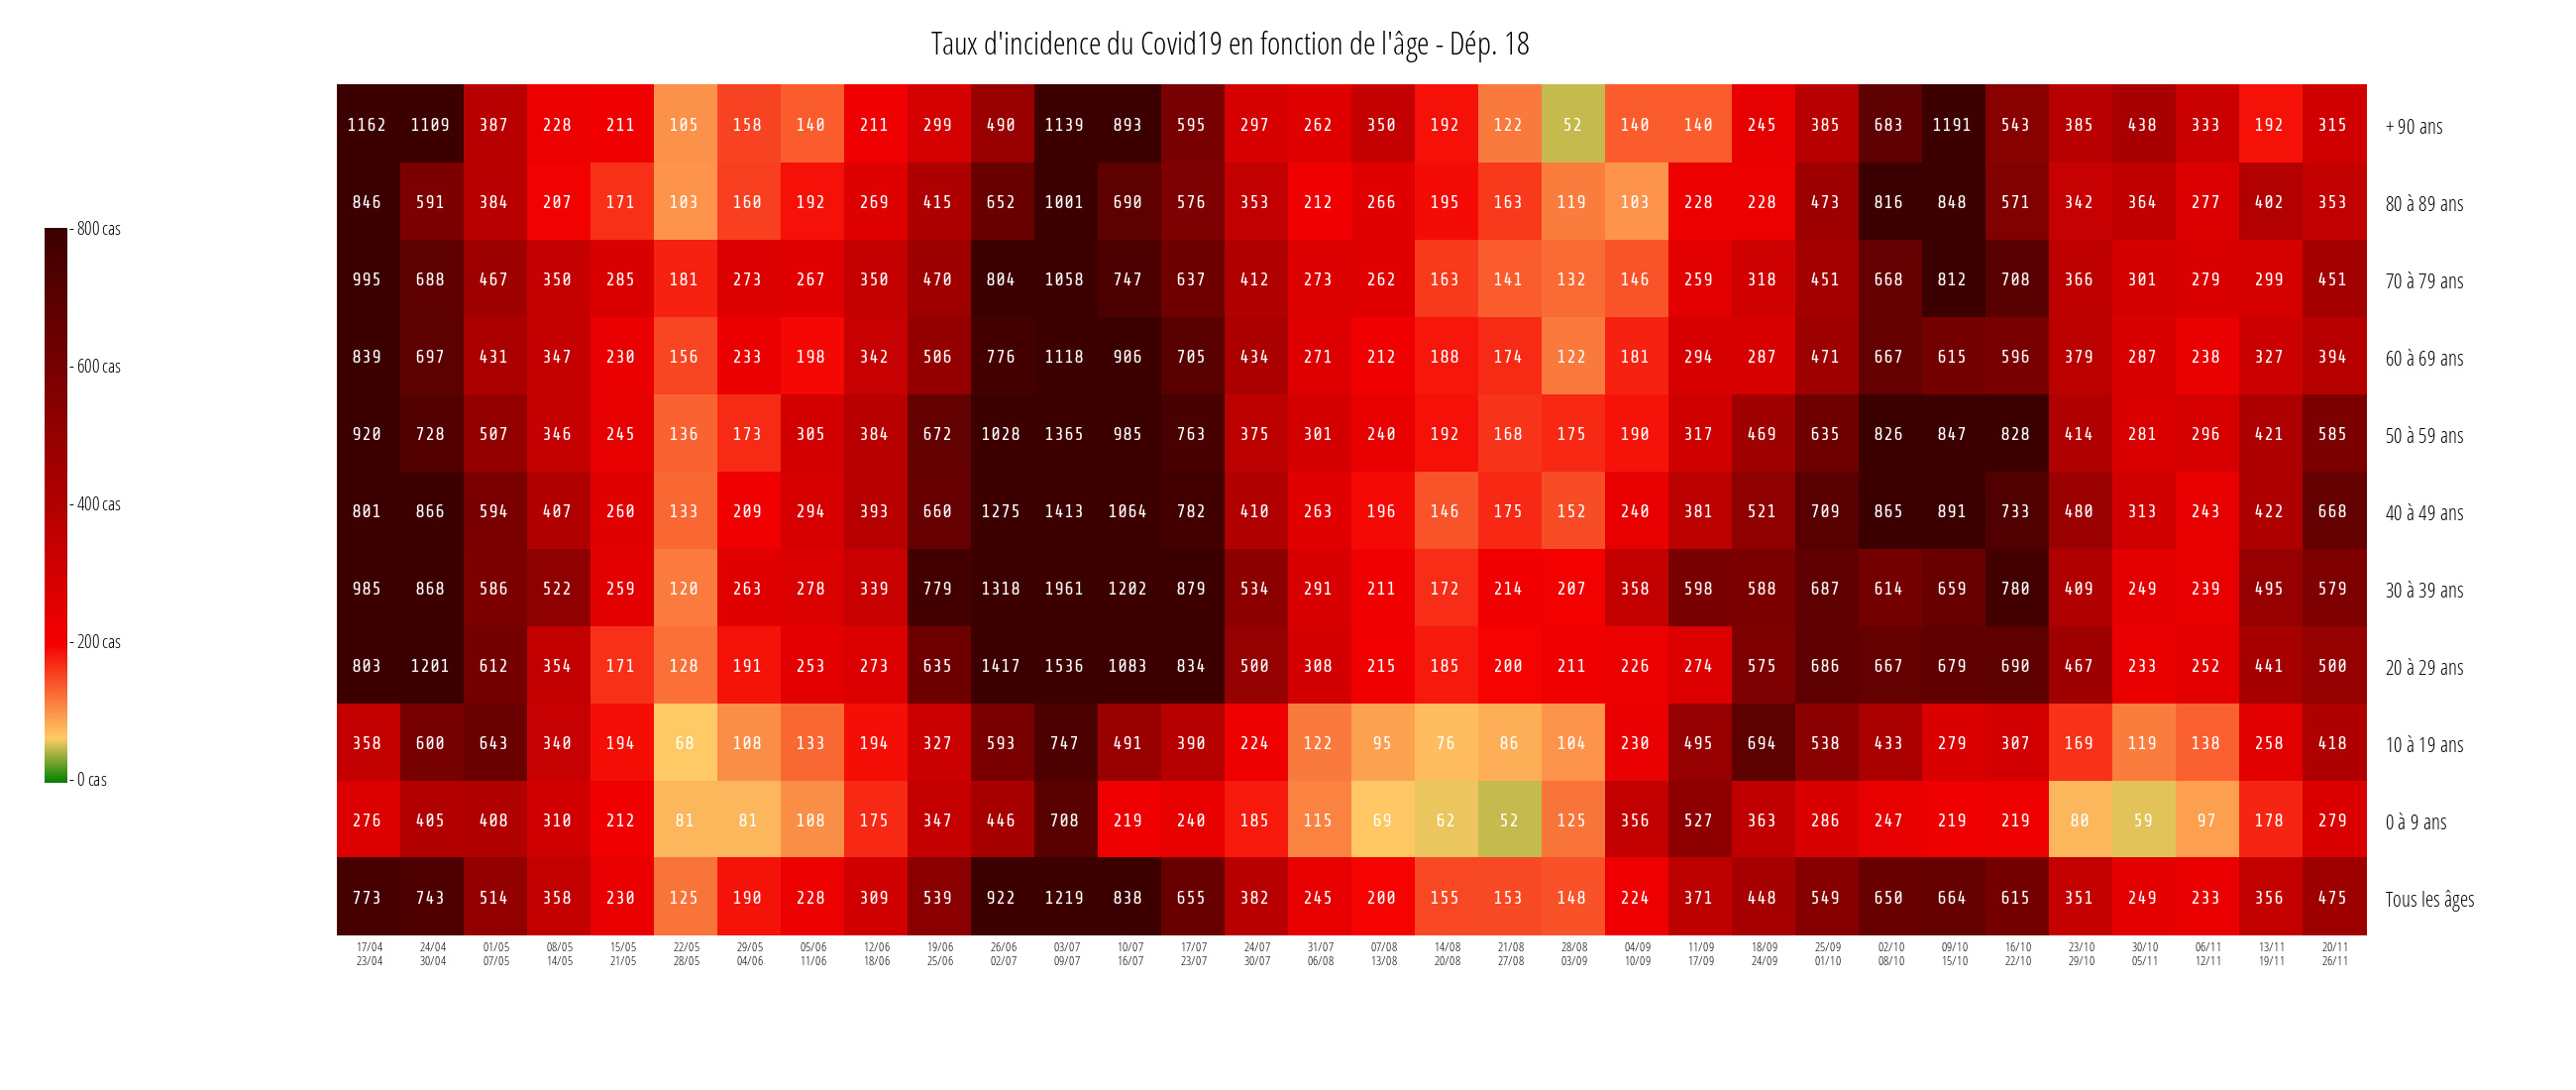 Taux d'incidence du Covid19 en fonction de l'âge - Dép. 18
- 800 cas
- 600 cas
- 400 cas
- 200 cas
- 0 cas
1162 1109 387 228 211 105 158 140 211 299 490 1139 893 595 297 262 350 192 122 52 140 140 245 385 683 1191 543 385 438 333 192 315 + 90 ans
846 591 384 207 171 103 160 192 269 415 652 1001 690 576 353 212 266 195 163 119 103 228 228 473 816 848 571 342 364 277 402 353 80 à 89 ans
995 688 467 350 285 181 273 267 350 470 804 1058 747 637 412 273 262 163 141 132 146 259 318 451 668 812 708 366 301 279 299 451 70 à 79 ans
839 697 431 347 230 156 233 198 342 506 776 1118 906 705 434 271 212 188 174 122 181 294 287 471 667 615 596 379 287 238 327 394 60 à 69 ans
920 728 507 346 245 136 173 305 384 672 1028 1365 985 763 375 301 240 192 168 175 190 317 469 635 826 847 828 414 281 296 421 585 50 à 59 ans
801 866 594 407 260 133 209 294 393 660 1275 1413 1064 782 410 263 196 146 175 152 240 381 521 709 865 891 733 480 313 243 422 668 40 à 49 ans
985 868 586 522 259 120 263 278 339 779 1318 1961 1202 879 534 291 211 172 214 207 358 598 588 687 614 659 780 409 249 239 495 579 30 à 39 ans
803 1201 612 354 171 128 191 253 273 635 1417 1536 1083 834 500 308 215 185 200 211 226 274 575 686 667 679 690 467 233 252 441 500 20 à 29 ans
358 600 643 340 194 68 108 133 194 327 593 747 491 390 224 122 95 76 86 104 230 495 694 538 433 279 307 169 119 138 258 418 10 à 19 ans
276 405 408 310 212 81 81 108 175 347 446 708 219 240 185 115 69 62 52 125 356 527 363 286 247 219 219 80 59 97 178 279 0 à 9 ans
773 743 514 358 230 125 190 228 309 539 922 1219 838 655 382 245 200 155 153 148 224 371 448 549 650 664 615 351 249 233 356 475 Tous les âges
17/04 24/04 01/05 08/05 15/05 22/05 29/05 05/06 12/06 19/06 26/06 03/07 10/07 17/07 24/07 31/07 07/08 14/08 21/08 28/08 04/09 11/09 18/09 25/09 02/10 09/10 16/10 23/10 30/10 06/11 13/11 20/11
23/04 30/04 07/05 14/05 21/05 28/05 04/06 11/06 18/06 25/06 02/07 09/07 16/07 23/07 30/07 06/08 13/08 20/08 27/08 03/09 10/09 17/09 24/09 01/10 08/10 15/10 22/10 29/10 05/11 12/11 19/11 26/11